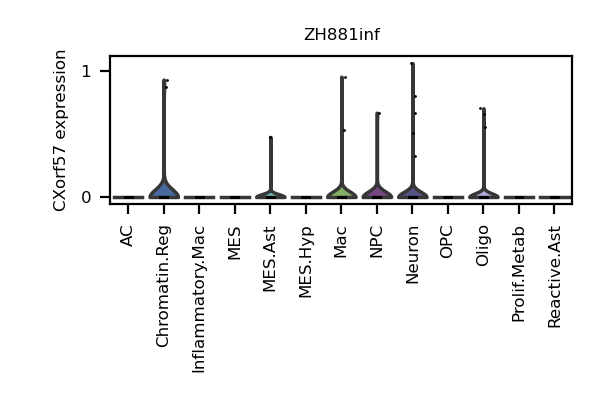 ZH881inf
CXorf57 expression
1
0
AC
Chromatin.Reg
Inflammatory.Mac
MES
MES.Ast
MES.Hyp
Mac
NPC
Neuron
OPC
Oligo
Prolif.Metab
Reactive.Ast